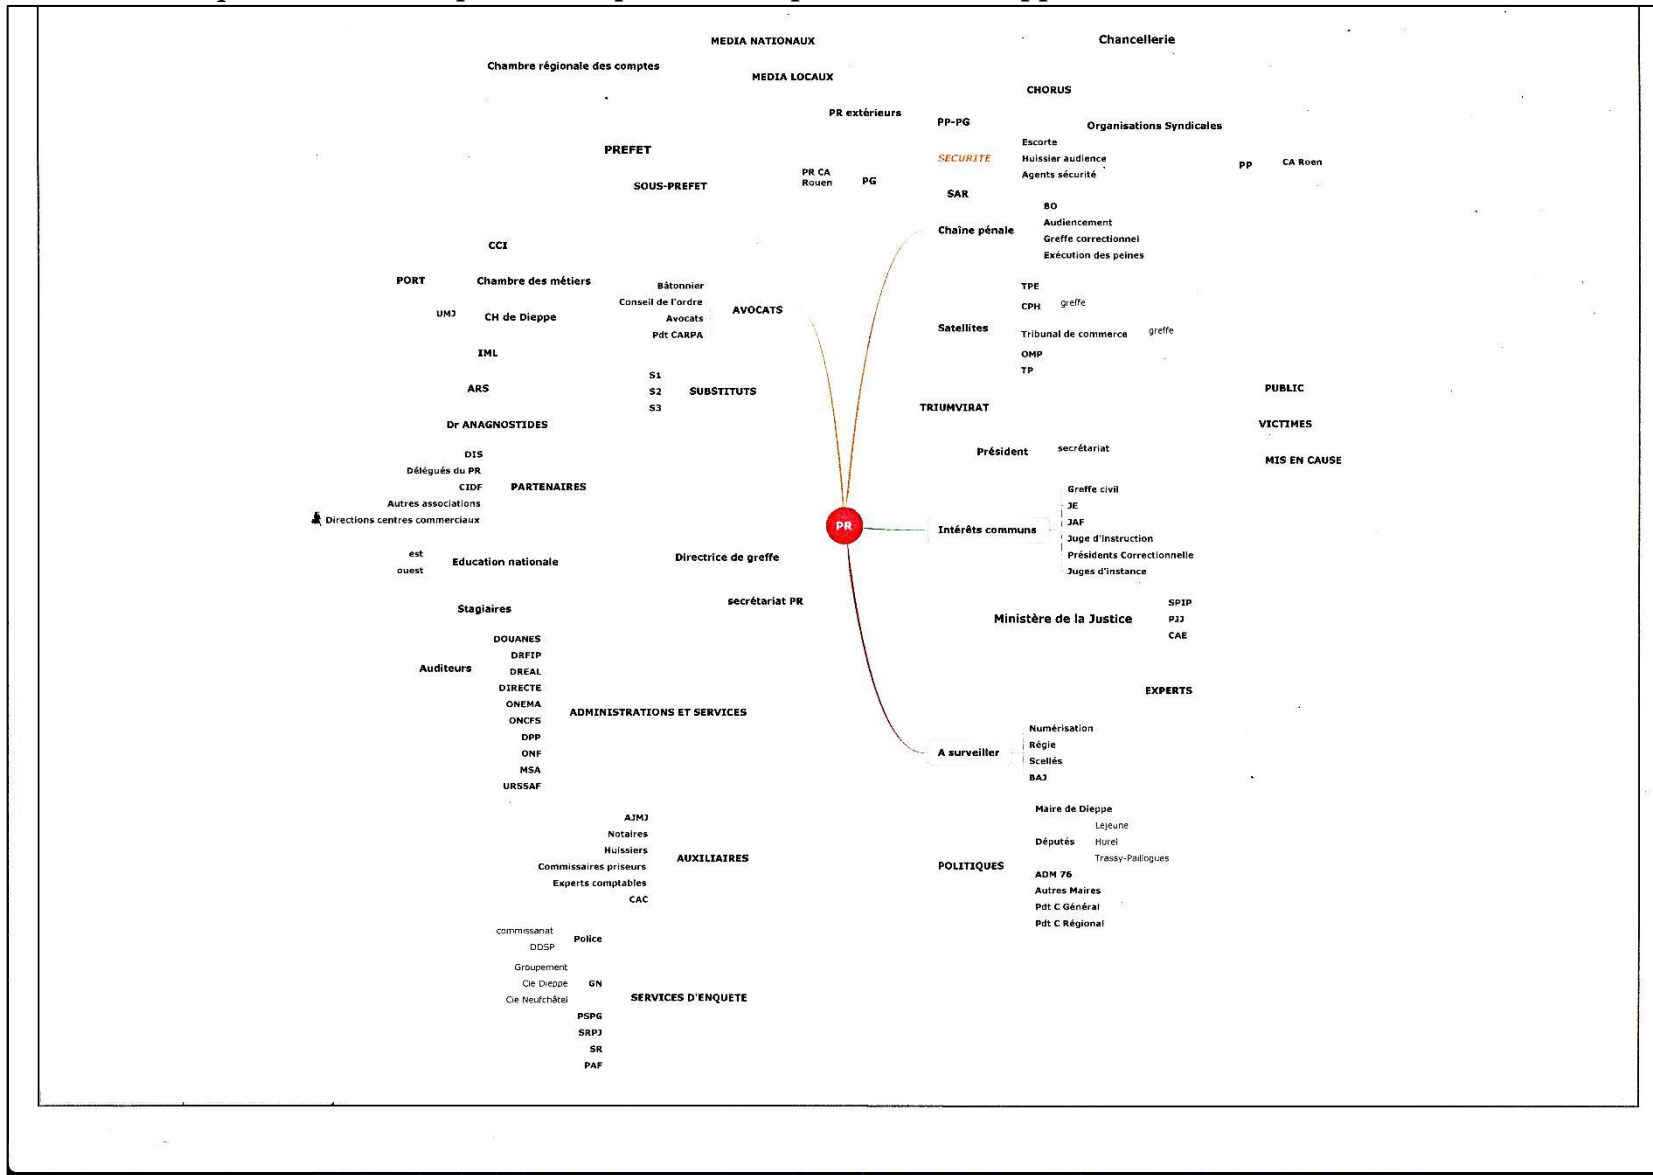 MEDIA NATIONAUX
Chancellerie
Chambre régionale des comptes
MEDIA LOCAUX
CHORUS
PR extérieurs
PP-PG
Organisations Syndicales
PREFET
SECURITE
Escorte
Huissier audience
Agents sécurité
PP
CA Roen
SOUS-PREFET
PR CA
Rouen
PG
SAR
Chaîne pénale
BO
Audiencement
Greffe correctionnel
Exécution des peines
CCI
PORT
Chambre des métiers
UMJ
CH de Dieppe
IML
ARS
Dr ANAGNOSTIDES
Bâtonnier
Conseil de l'ordre
Avocats
Pdt CARPA
AVOCATS
S1
S2
S3
SUBSTITUTS
Satellites
TPE
CPH
greffe
Tribunal de commerce
greffe
OMP
TP
TRIUMVIRAT
PUBLIC
VICTIMES
MIS EN CAUSE
Président
secrétariat
DIS
Délégués du PR
CIDF
Autres associations
Directions centres commerciaux
PARTENAIRES
PR
Intérêts communs
Greffe civil
JE
JAF
Juge d'instruction
Présidents Correctionnelle
Juges d'instance
est
ouest
Education nationale
Directrice de greffe
secrétariat PR
Stagiaires
Ministère de la Justice
SPIP
PJJ
CAE
Auditeurs
DOUANES
DRFIP
DREAL
DIRECTE
ONEMA
ONCFS
DPP
ONF
MSA
URSSAF
ADMINISTRATIONS ET SERVICES
EXPERTS
A surveiller
Numérisation
Régie
Scellés
BAJ
AJMJ
Notaires
Huissiers
Commissaires priseurs
Experts comptables
CAC
AUXILIAIRES
POLITIQUES
Maire de Dieppe
Députés
Lejeune
Hurel
Trassy-Paillogues
ADM 76
Autres Maires
Pdt C Général
Pdt C Régional
commissariat
DDSP
Police
Groupement
Cie Dieppe
Cie Neufchâtel
GN
SERVICES D'ENQUETE
PSPG
SRPJ
SR
PAF